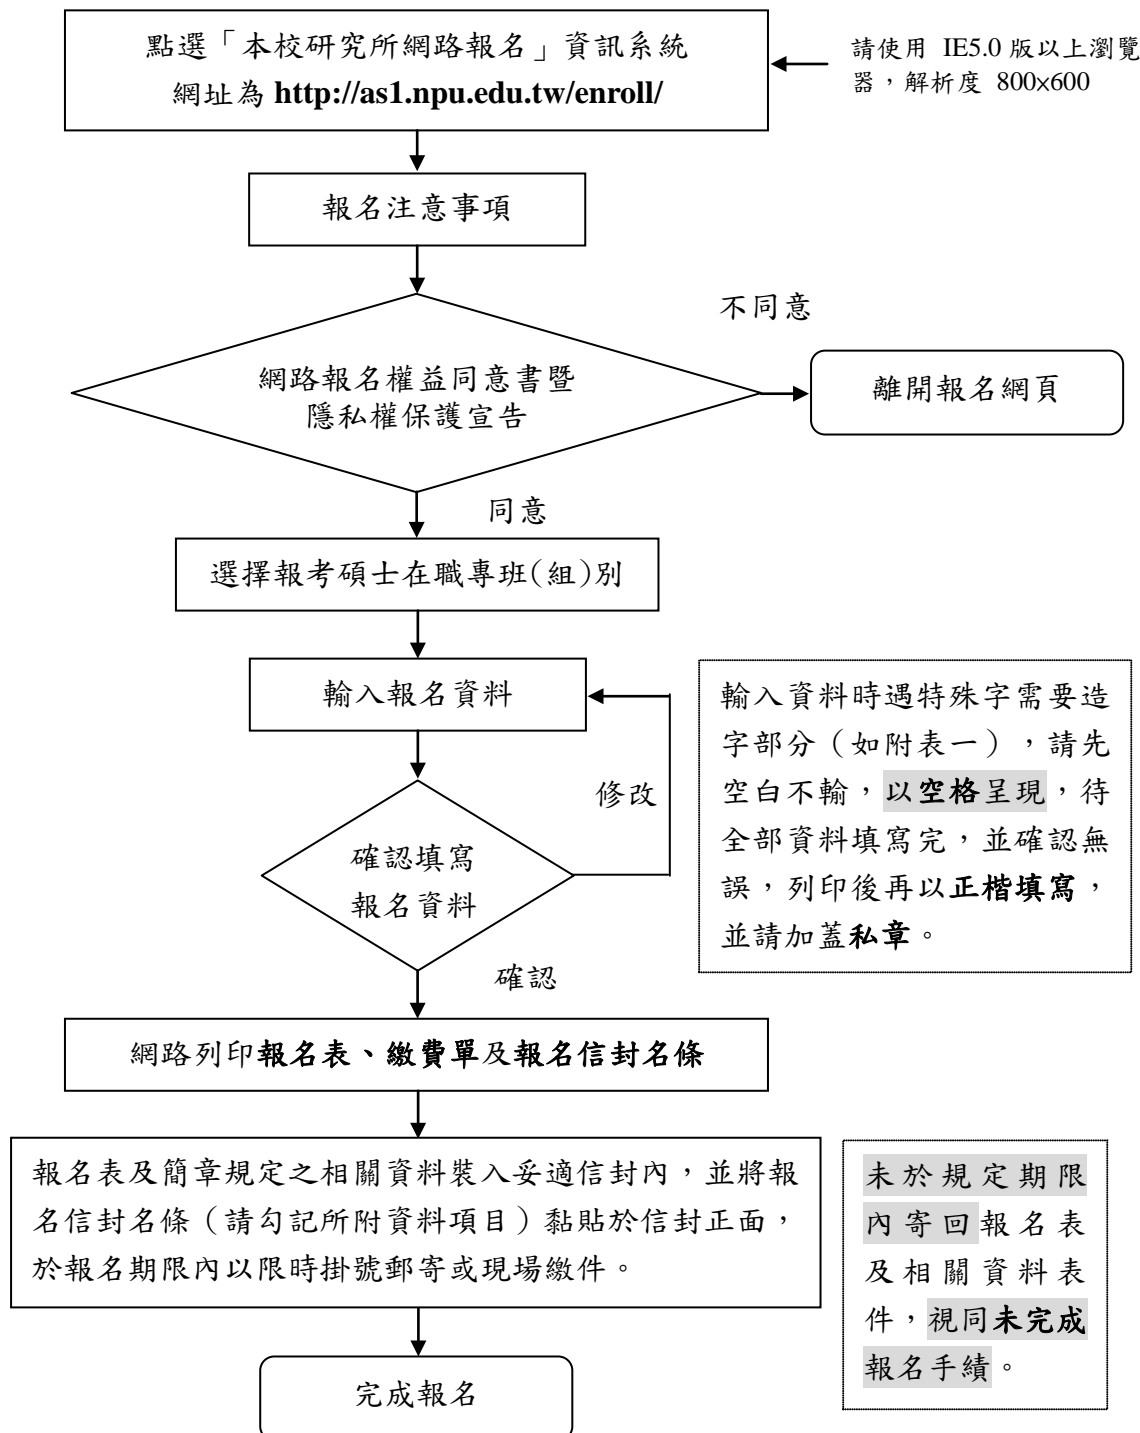 點選「本校研究所網路報名」資訊系統
網址為 http://as1.npu.edu.tw/enroll/
請使用 IE5.0 版以上瀏覽
器，解析度 800×600
報名注意事項
不同意
網路報名權益同意書暨
隱私權保護宣告
離開報名網頁
同意
選擇報考碩士在職專班(組)別
輸入報名資料
修改
確認填寫
報名資料
輸入資料時遇特殊字需要造
字部分（如附表一），請先
空白不輸，以空格呈現，待
全部資料填寫完，並確認無
誤，列印後再以正楷填寫，
並請加蓋私章。
確認
網路列印報名表、繳費單及報名信封名條
報名表及簡章規定之相關資料裝入妥適信封內，並將報
名信封名條（請勾記所附資料項目）黏貼於信封正面，
於報名期限內以限時掛號郵寄或現場繳件。
未於規定期限
內寄回報名表
及相關資料表
件，視同未完成
報名手續。
完成報名